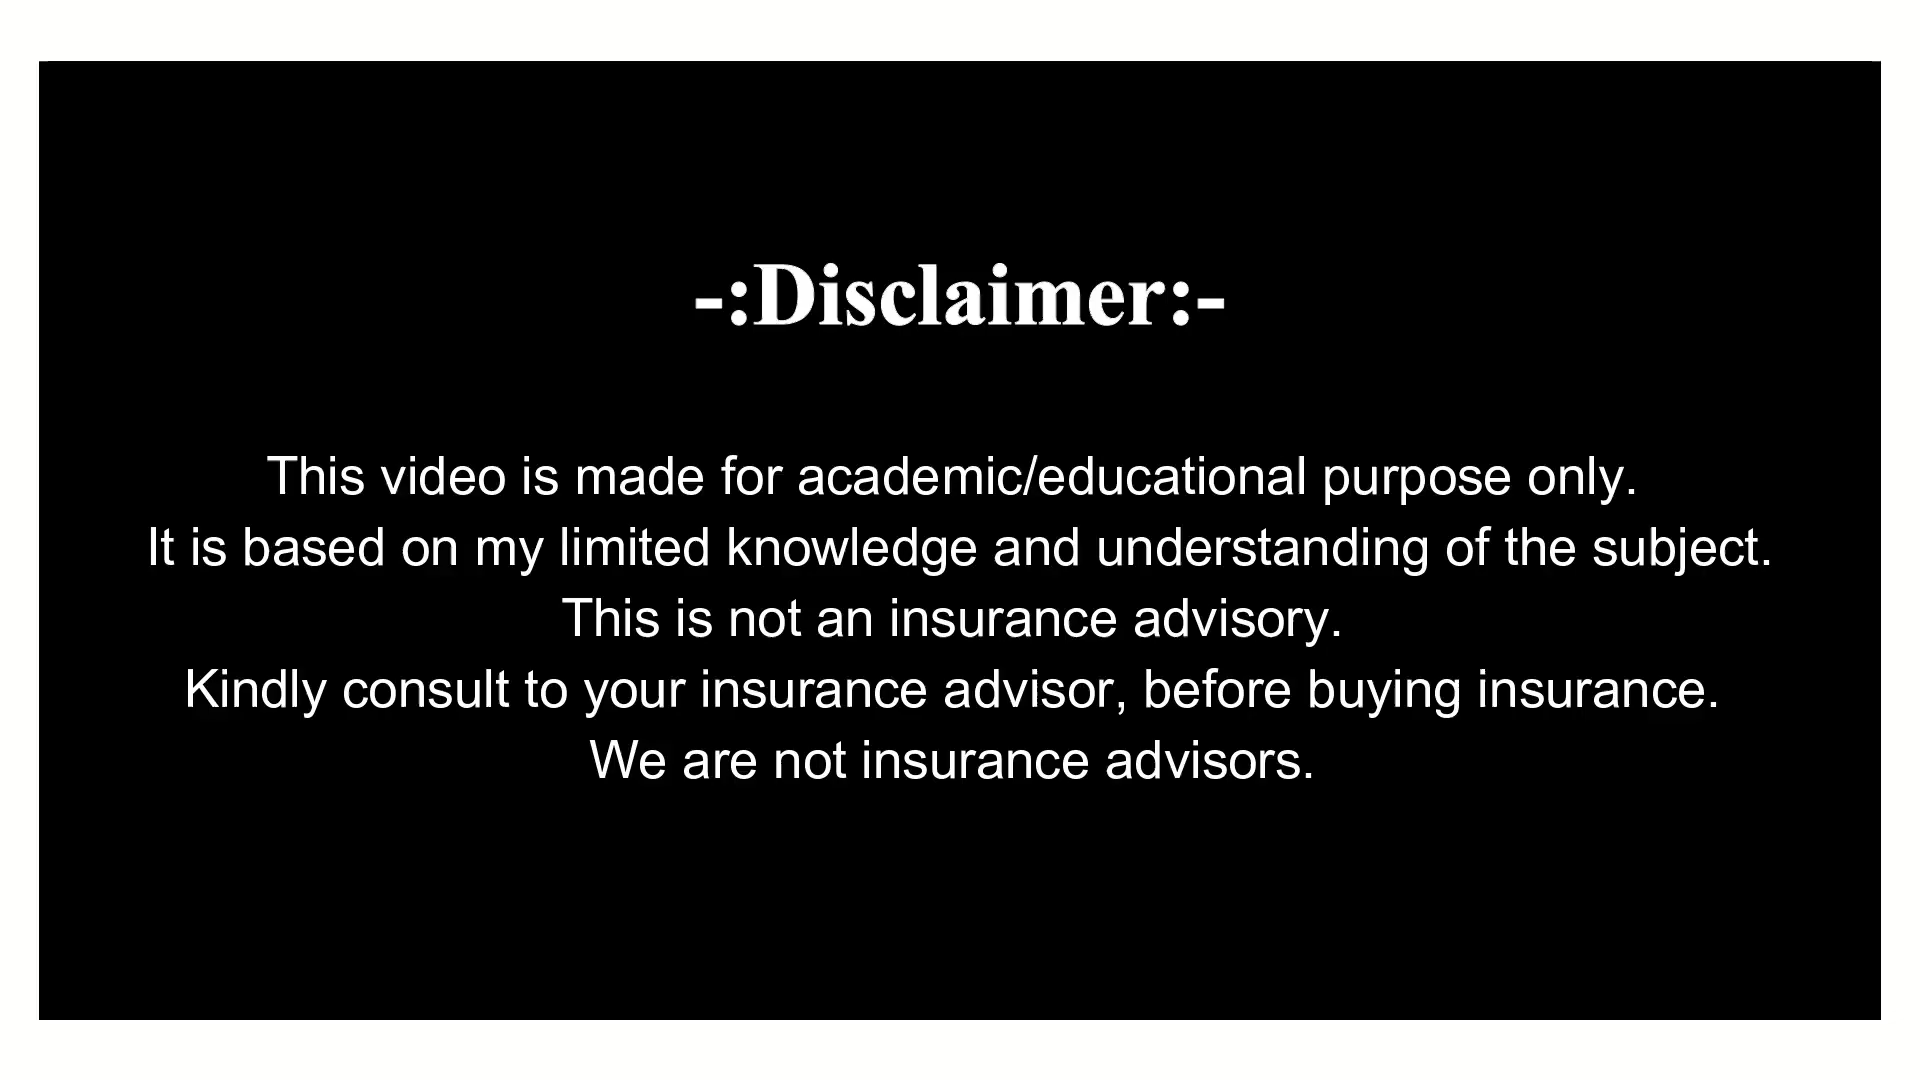 -:Disclaimer:-
This video is made for academic/educational purpose only.
It is based on my limited knowledge and understanding of the subject.
This is not an insurance advisory.
Kindly consult to your insurance advisor, before buying insurance.
We are not insurance advisors.